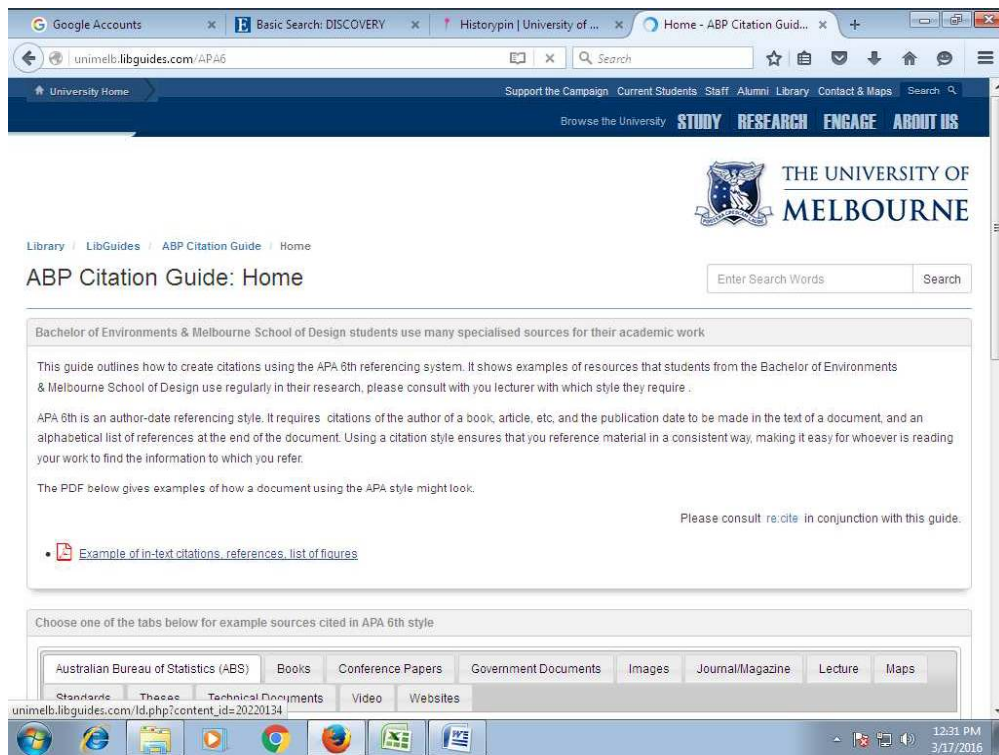 Google Accounts
Basic Search: DISCOVERY
Historypin | University of ...
Home - ABP Citation Guid...
unimelb.libguides.com/APA6
Search
University Home
Support the Campaign Current Students Staff Alumni Library Contact & Maps Search
Browse the University STUDY RESEARCH ENGAGE ABOUT US
THE UNIVERSITY OF
MELBOURNE
Library / LibGuides / ABP Citation Guide / Home
ABP Citation Guide: Home
Enter Search Words Search
Bachelor of Environments & Melbourne School of Design students use many specialised sources for their academic work
This guide outlines how to create citations using the APA 6th referencing system. It shows examples of resources that students from the Bachelor of Environments
& Melbourne School of Design use regularly in their research, please consult with you lecturer with which style they require .
APA 6th is an author-date referencing style. It requires citations of the author of a book, article, etc, and the publication date to be made in the text of a document, and an
alphabetical list of references at the end of the document. Using a citation style ensures that you reference material in a consistent way, making it easy for whoever is reading
your work to find the information to which you refer.
The PDF below gives examples of how a document using the APA style might look.
Please consult re:cite in conjunction with this guide.
Example of in-text citations, references, list of figures
Choose one of the tabs below for example sources cited in APA 6th style
Australian Bureau of Statistics (ABS) Books Conference Papers Government Documents Images Journal/Magazine Lecture Maps
Standards Theses Technical Documents Video Websites
unimelb.libguides.com/ld.php?content_id=20220134
12:31 PM
3/17/2016